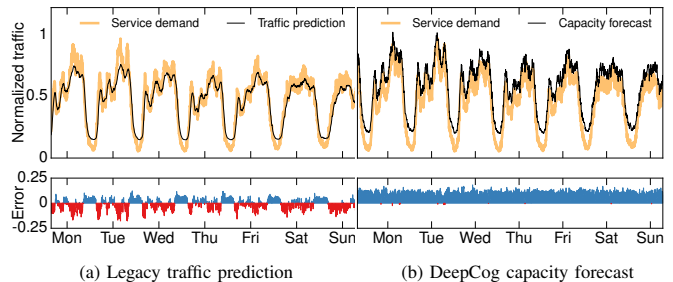 Service demand Traffic prediction
Service demand Capacity forecast
Normalized traffic
1
0.5
0
0.25
0
-0.25
Error
Mon Tue Wed Thu Fri Sat Sun
Mon Tue Wed Thu Fri Sat Sun
(a) Legacy traffic prediction
(b) DeepCog capacity forecast